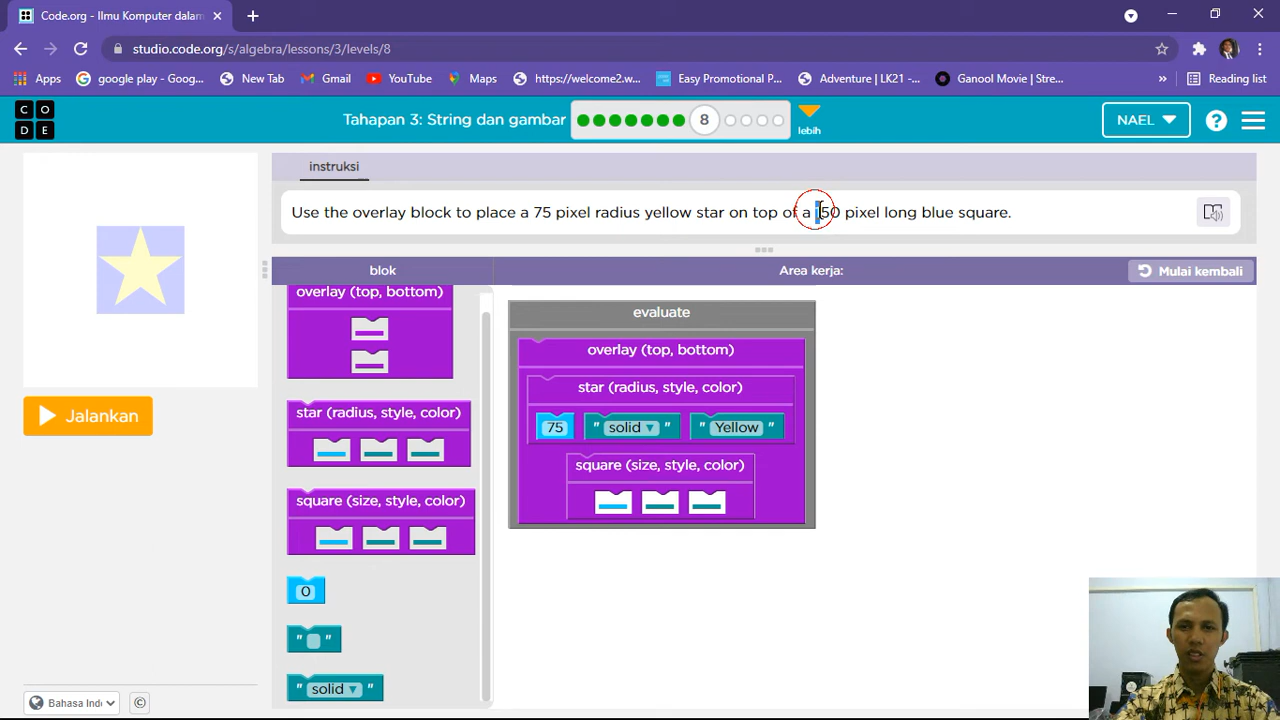 Code.org - Ilmu Komputer dalam
studio.code.org/s/algebra/lessons/3/levels/8
Apps
google play - Goog...
New Tab
Gmail
YouTube
Maps
https://welcome2.w...
Easy Promotional P...
Adventure | LK21 -...
Ganool Movie | Stre...
»
Reading list
C O
D E
Tahapan 3: String dan gambar
8
lebih
NAEL
?
instruksi
Use the overlay block to place a 75 pixel radius yellow star on top of a 150 pixel long blue square.
blok
Area kerja:
Mulai kembali
overlay (top, bottom)
star (radius, style, color)
square (size, style, color)
0
" "
" solid ▾ "
evaluate
overlay (top, bottom)
star (radius, style, color)
75 " solid ▾ " " Yellow "
square (size, style, color)
Jalankan
Bahasa Ind
©